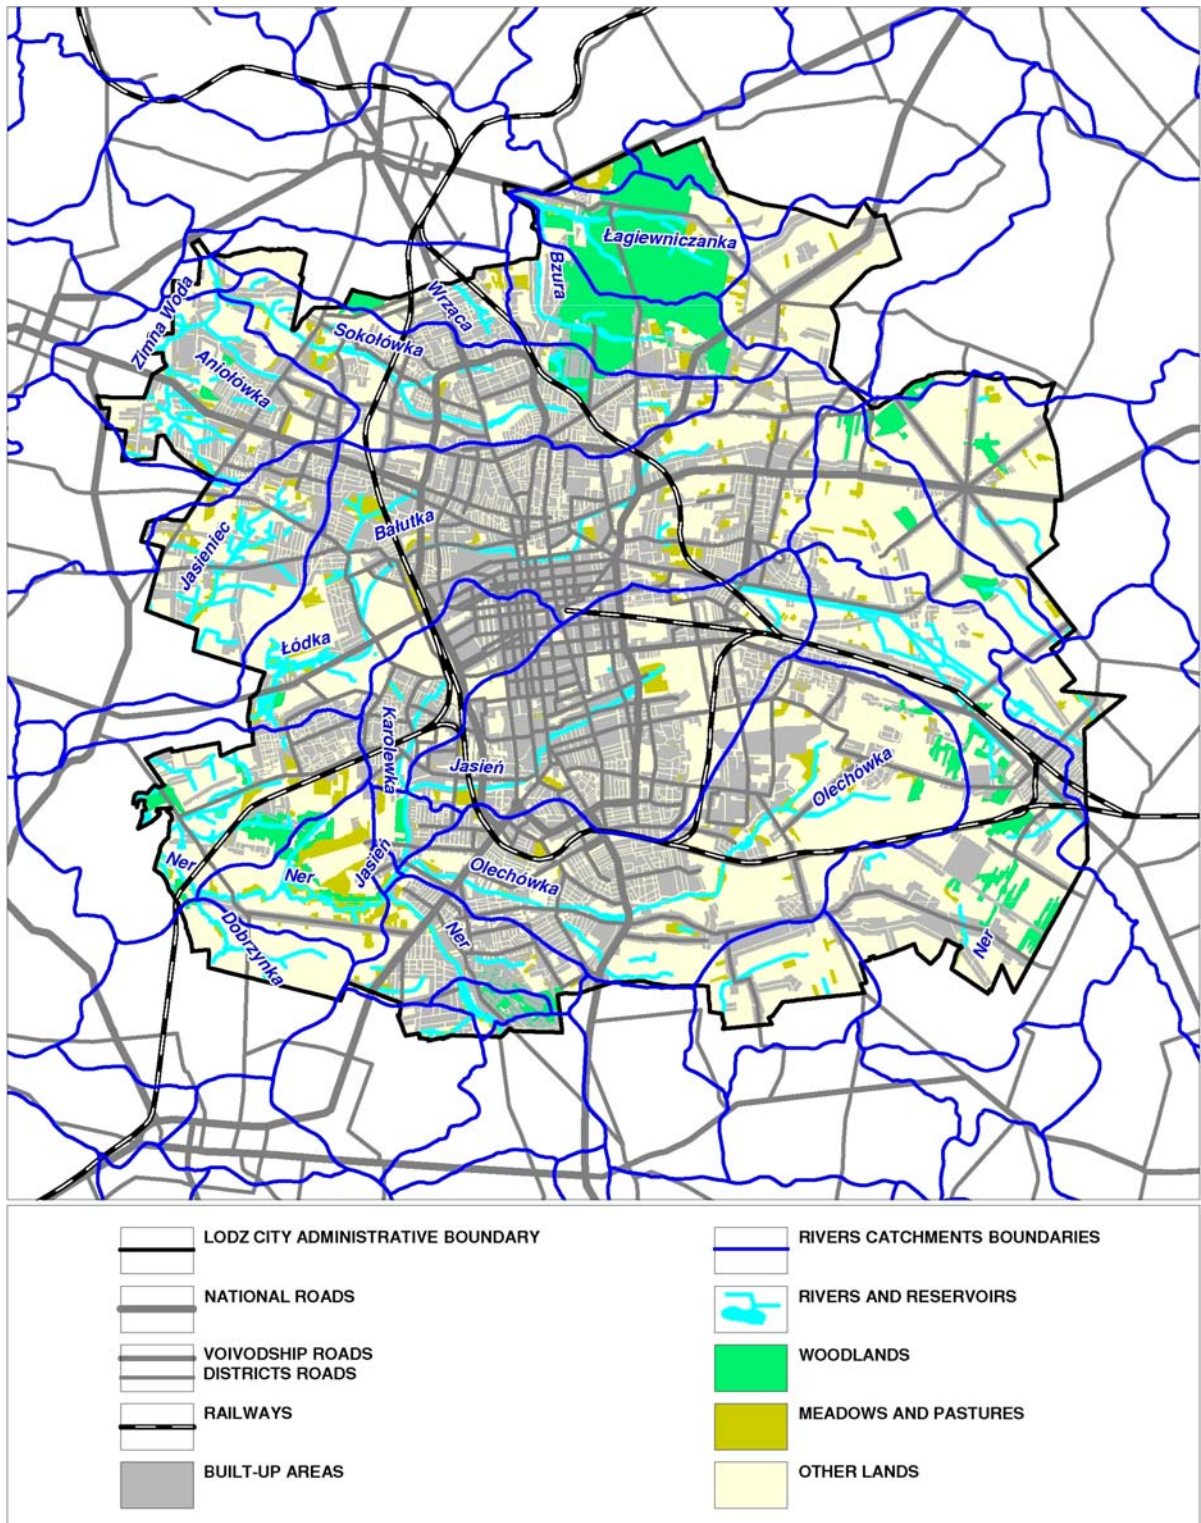 Łagiewniczanka
Bzura
Zimna Woda
Wrząca
Sokołówka
Aniołówka
Bałutka
Jasieniec
Łódka
Karolewka
Jasień
Olechówka
Ner
Ner
Jasień
Olechówka
Dobrzynka
Ner
Ner
LODZ CITY ADMINISTRATIVE BOUNDARY
NATIONAL ROADS
VOIVODSHIP ROADS
DISTRICTS ROADS
RAILWAYS
BUILT-UP AREAS
RIVERS CATCHMENTS BOUNDARIES
RIVERS AND RESERVOIRS
WOODLANDS
MEADOWS AND PASTURES
OTHER LANDS